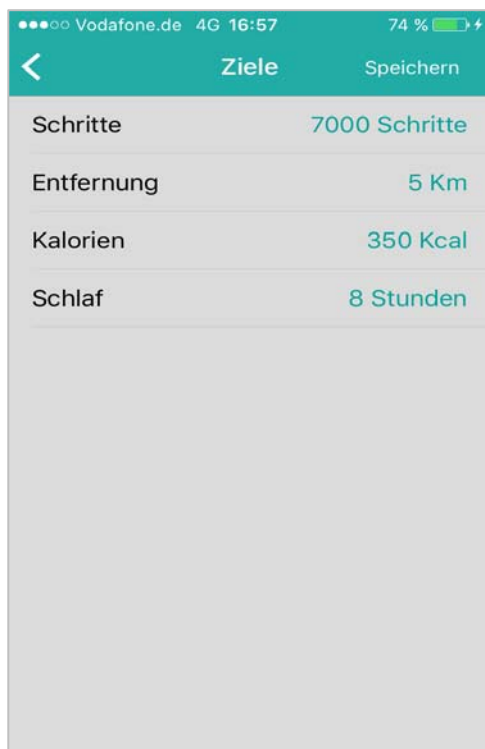 Vodafone.de 4G 16:57 74 %
Ziele Speichern
Schritte 7000 Schritte
Entfernung 5 Km
Kalorien 350 Kcal
Schlaf 8 Stunden